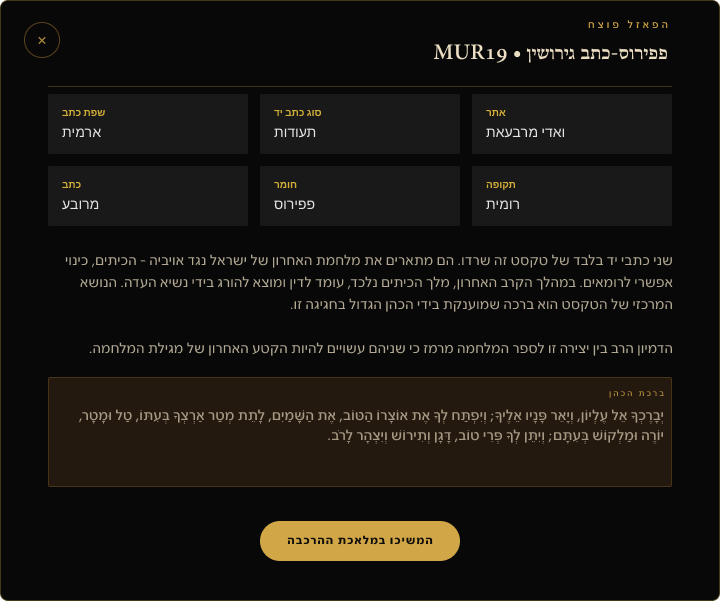 הפאזל פוצח
פפירוס-כתב גירושין • MUR19
אתר
ואדי מרבעאת
סוג כתב יד
תעודות
שפת כתב
ארמית
תקופה
רומית
חומר
פפירוס
כתב
מרובע
שני כתבי יד בלבד של טקסט זה שרדו. הם מתארים את מלחמת האחרון של ישראל נגד אויביה - הכיתים, כינוי
אפשרי לרומאים. במהלך הקרב האחרון, מלך הכיתים נלכד, עומד לדין ומוצא להורג בידי נשיא העדה. הנושא
המרכזי של הטקסט הוא ברכה שמוענקת בידי הכהן הגדול בחגיגה זו.
הדמיון הרב בין יצירה זו לספר המלחמה מרמז כי שניהם עשויים להיות הקטע האחרון של מגילת המלחמה.
ברכת הכהן
יְבָרֶכְךָ אֵל עֶלְיוֹן, וְיָאֵר פָּנָיו אֵלֶיךָ; וְיִפְתַּח לְךָ אֶת אוֹצָרוֹ הַטּוֹב, אֶת הַשָּׁמַיִם, לָתֵת מְטַר אַרְצְךָ בְּעִתּוֹ, טַל וּמָטָר,
יוֹרֶה וּמַלְקוֹשׁ בְּעִתָּם; וְיִתֵּן לְךָ פְּרִי טוֹב, דָּגָן וְתִירוֹשׁ וְיִצְהָר לָרֹב.
המשיכו במלאכת ההרכבה